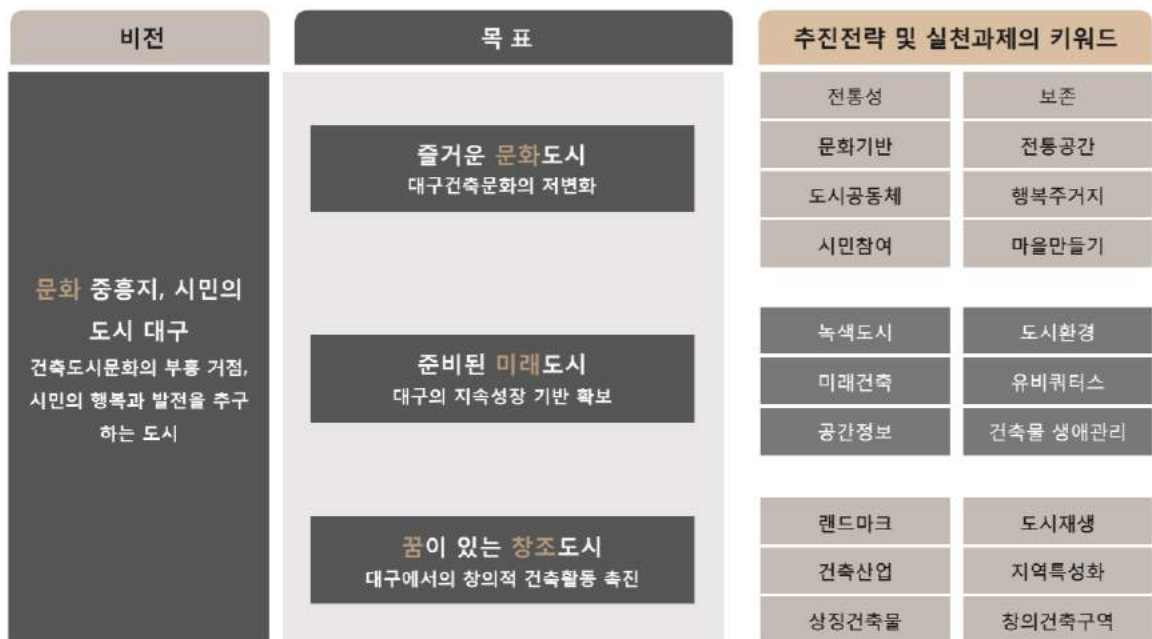 비전
문화 중흥지, 시민의
도시 대구
건축도시문화의 부흥 거점,
시민의 행복과 발전을 추구
하는 도시
목 표
즐거운 문화도시
대구건축문화의 저변화
준비된 미래도시
대구의 지속성장 기반 확보
꿈이 있는 창조도시
대구에서의 창의적 건축활동 촉진
추진전략 및 실천과제의 키워드
전통성 보존
문화기반 전통공간
도시공동체 행복주거지
시민참여 마을만들기
녹색도시 도시환경
미래건축 유비쿼터스
공간정보 건축물 생애관리
랜드마크 도시재생
건축산업 지역특성화
상징건축물 창의건축구역